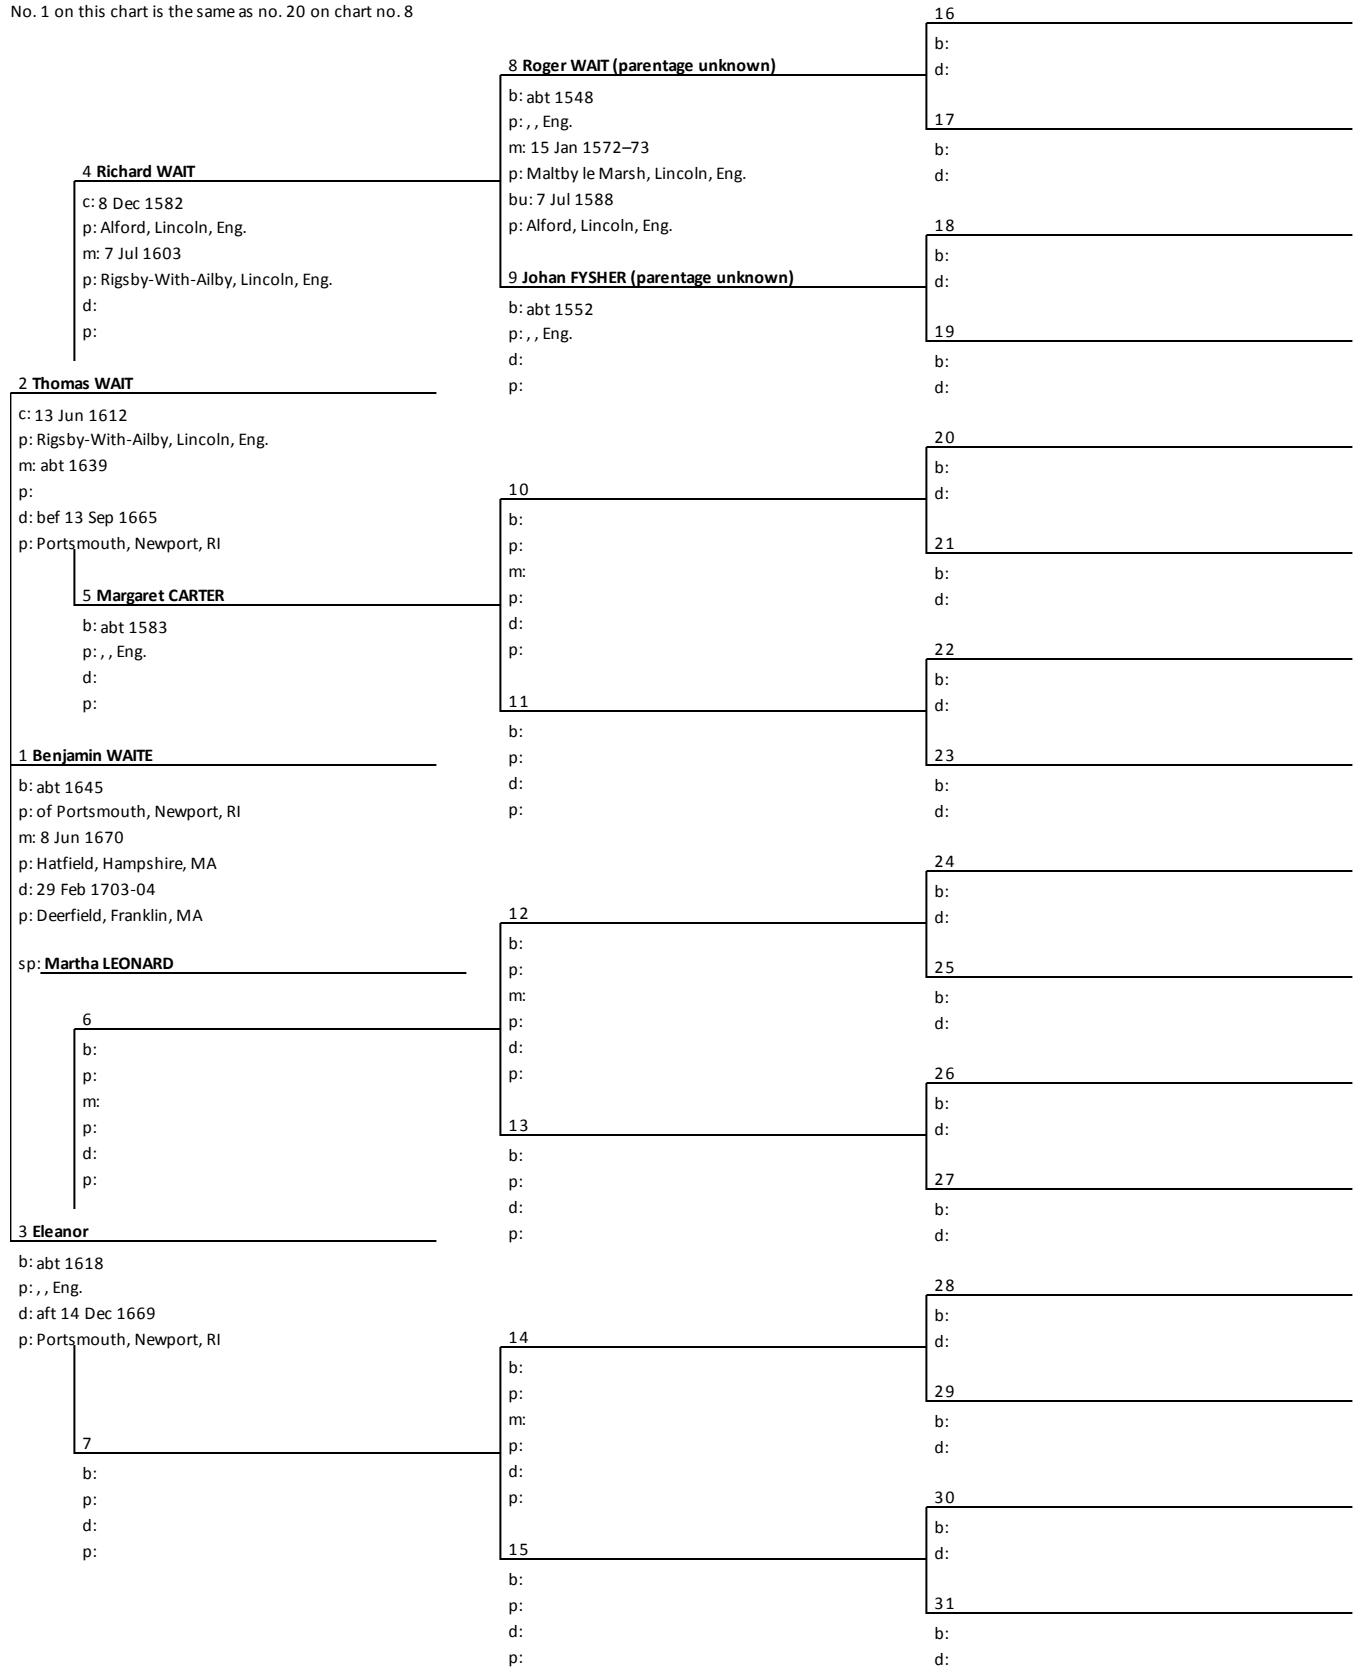 No. 1 on this chart is the same as no. 20 on chart no. 8
4 Richard WAIT
c: 8 Dec 1582
p: Alford, Lincoln, Eng.
m: 7 Jul 1603
p: Rigsby-With-Ailby, Lincoln, Eng.
d:
p:
2 Thomas WAIT
c: 13 Jun 1612
p: Rigsby-With-Ailby, Lincoln, Eng.
m: abt 1639
p:
d: bef 13 Sep 1665
p: Portsmouth, Newport, RI
5 Margaret CARTER
b: abt 1583
p: , , Eng.
d:
p:
1 Benjamin WAITE
b: abt 1645
p: of Portsmouth, Newport, RI
m: 8 Jun 1670
p: Hatfield, Hampshire, MA
d: 29 Feb 1703-04
p: Deerfield, Franklin, MA
sp: Martha LEONARD
6
b:
p:
m:
p:
d:
p:
3 Eleanor
b: abt 1618
p: , , Eng.
d: aft 14 Dec 1669
p: Portsmouth, Newport, RI
7
b:
p:
d:
p:
8 Roger WAIT (parentage unknown)
b: abt 1548
p: , , Eng.
m: 15 Jan 1572–73
p: Maltby le Marsh, Lincoln, Eng.
bu: 7 Jul 1588
p: Alford, Lincoln, Eng.
9 Johan FYSHER (parentage unknown)
b: abt 1552
p: , , Eng.
d:
p:
10
b:
p:
m:
p:
d:
p:
11
b:
p:
d:
p:
12
b:
p:
m:
p:
d:
p:
13
b:
p:
d:
p:
14
b:
p:
m:
p:
d:
p:
15
b:
p:
d:
p:
16
b:
d:
17
b:
d:
18
b:
d:
19
b:
d:
20
b:
d:
21
b:
d:
22
b:
d:
23
b:
d:
24
b:
d:
25
b:
d:
26
b:
d:
27
b:
d:
28
b:
d:
29
b:
d:
30
b:
d:
31
b:
d: